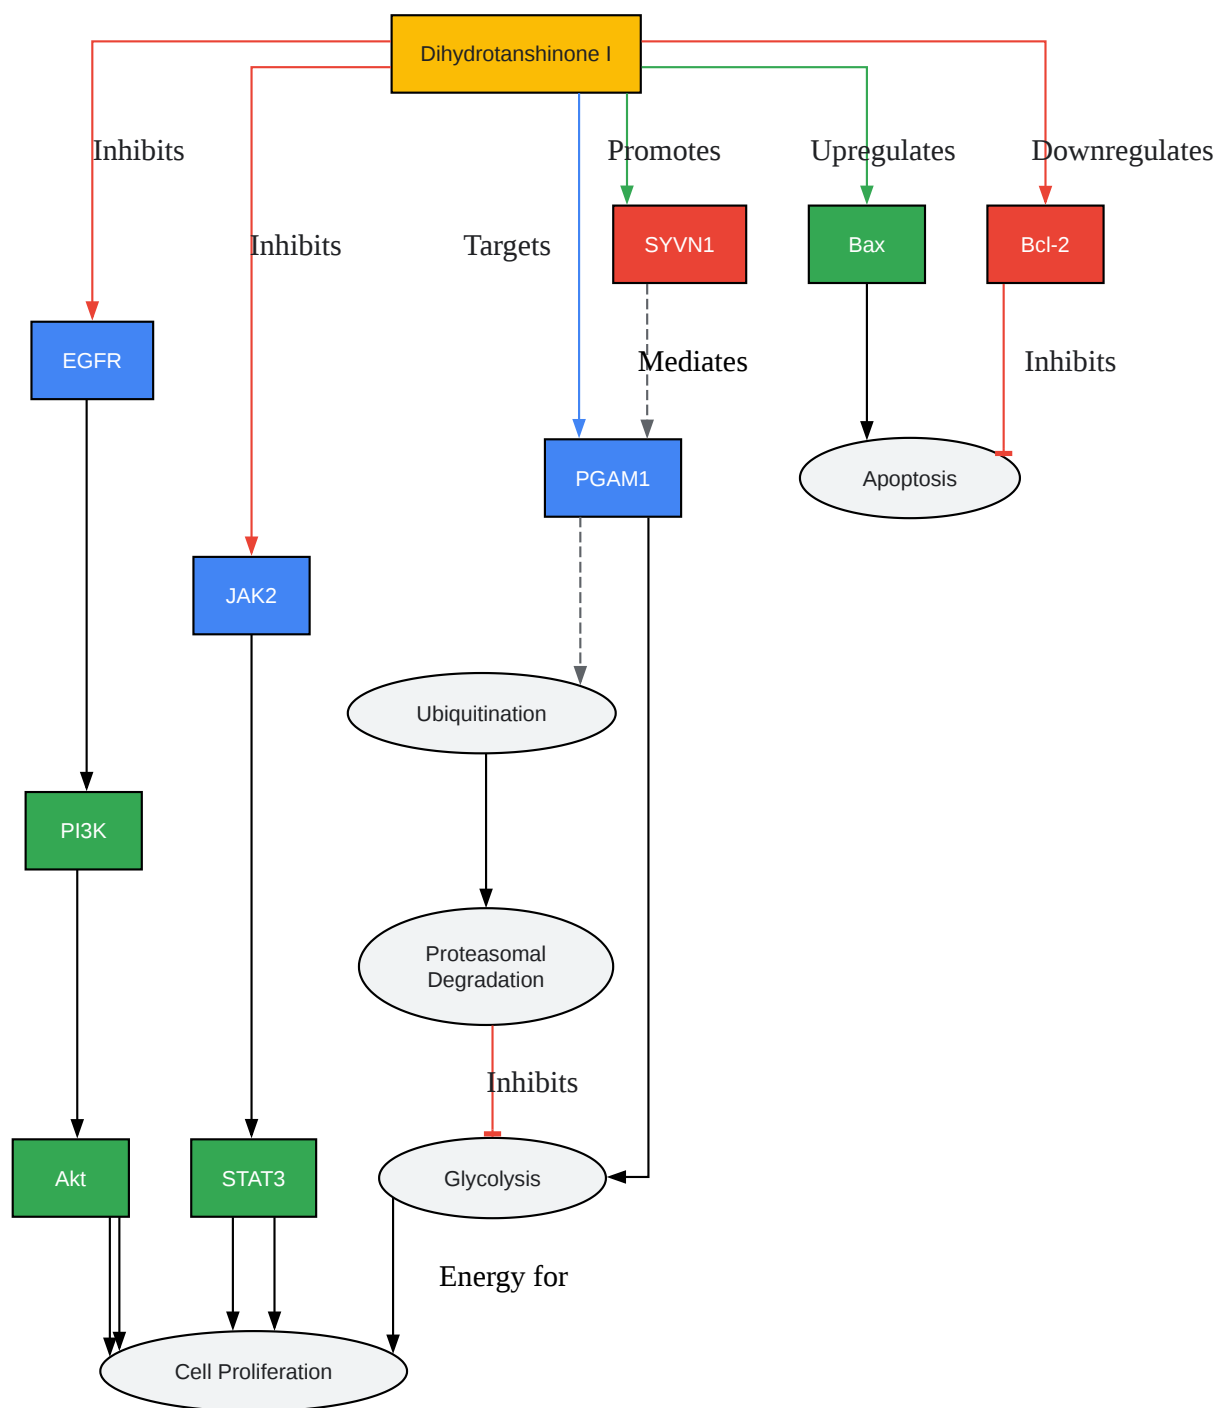 Dihydrotanshinone I
Inhibits
Promotes
Upregulates
Downregulates
Inhibits
Targets
SYVN1
Bax
Bcl-2
EGFR
Mediates
Inhibits
PGAM1
Apoptosis
JAK2
Ubiquitination
PI3K
Proteasomal
Degradation
Inhibits
Akt
STAT3
Glycolysis
Energy for
Cell Proliferation